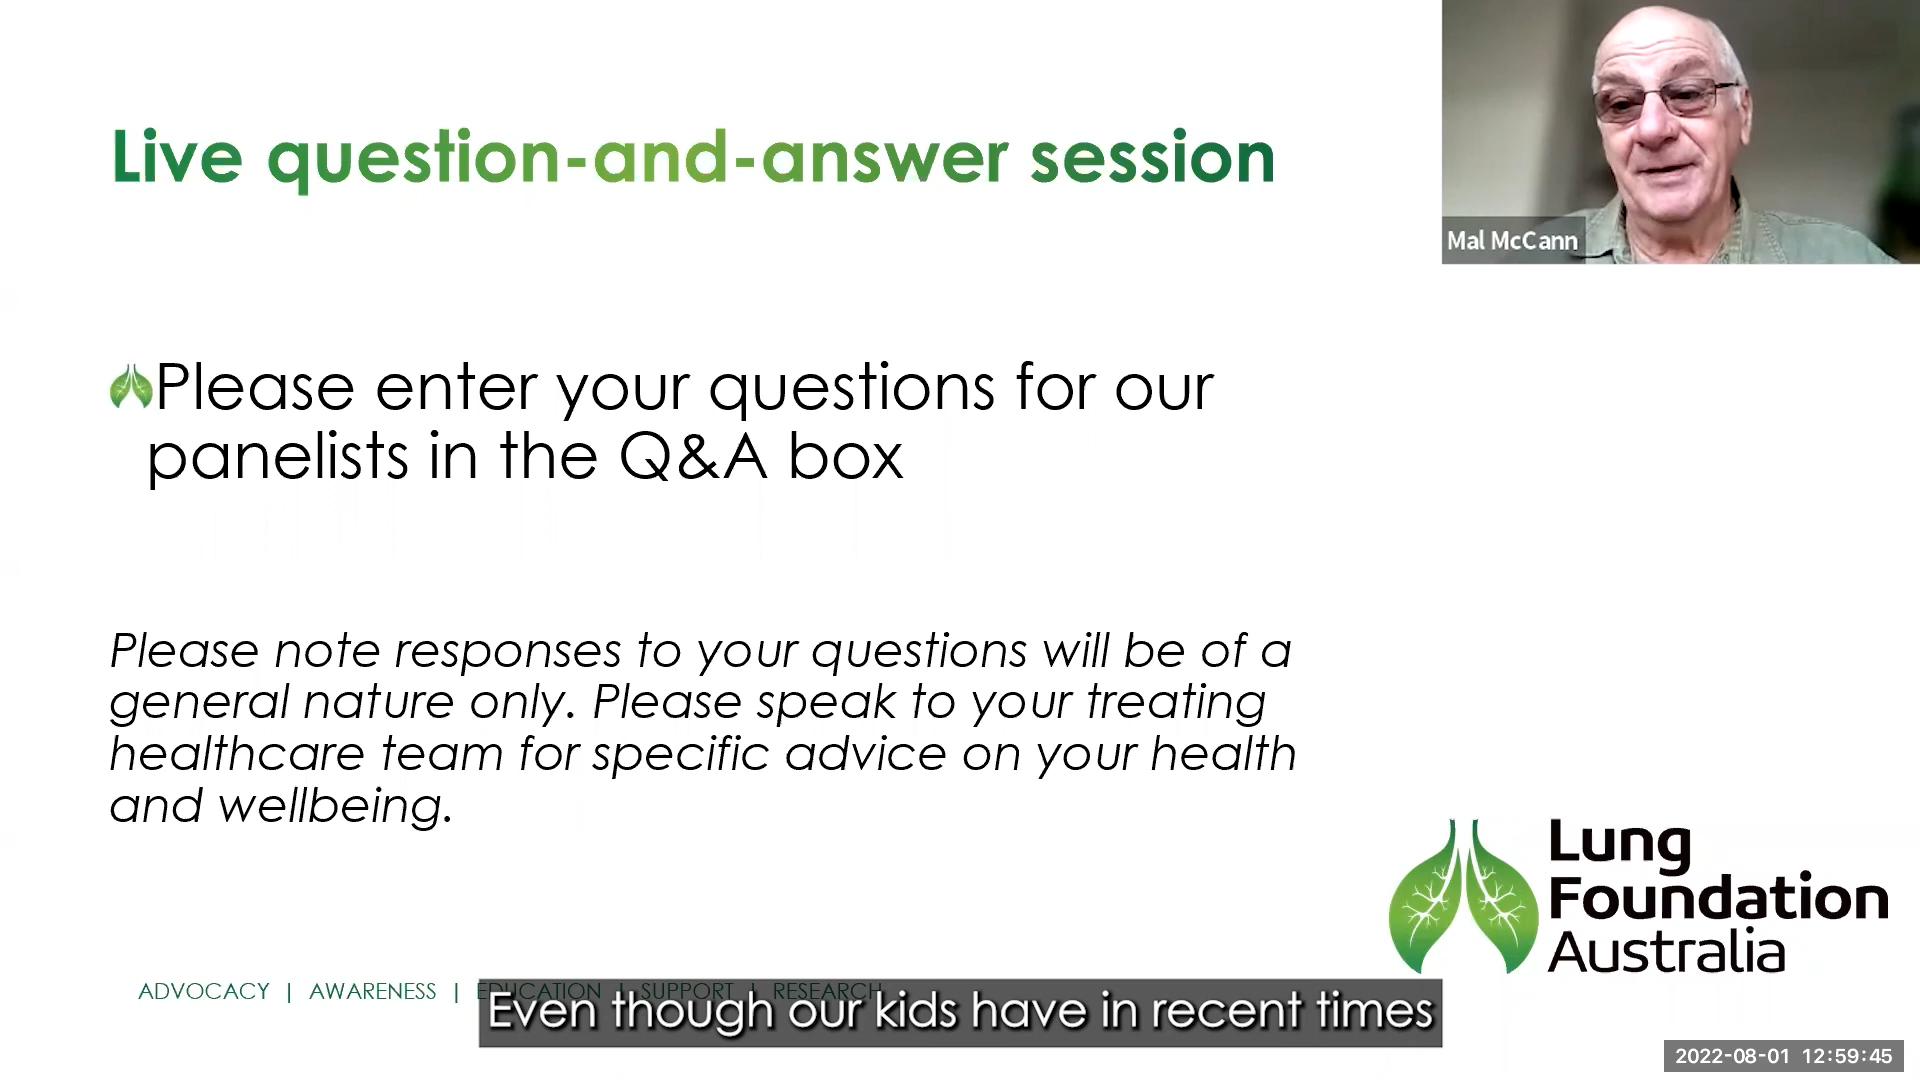 Live question-and-answer session
Mal McCann
Please enter your questions for our
panelists in the Q&A box
Please note responses to your questions will be of a
general nature only. Please speak to your treating
healthcare team for specific advice on your health
and wellbeing.
Lung
Foundation
Australia
ADVOCACY | AWARENESS | EDUCATION | SUPPORT | RESEARCH
Even though our kids have in recent times
2022-08-01 12:59:45